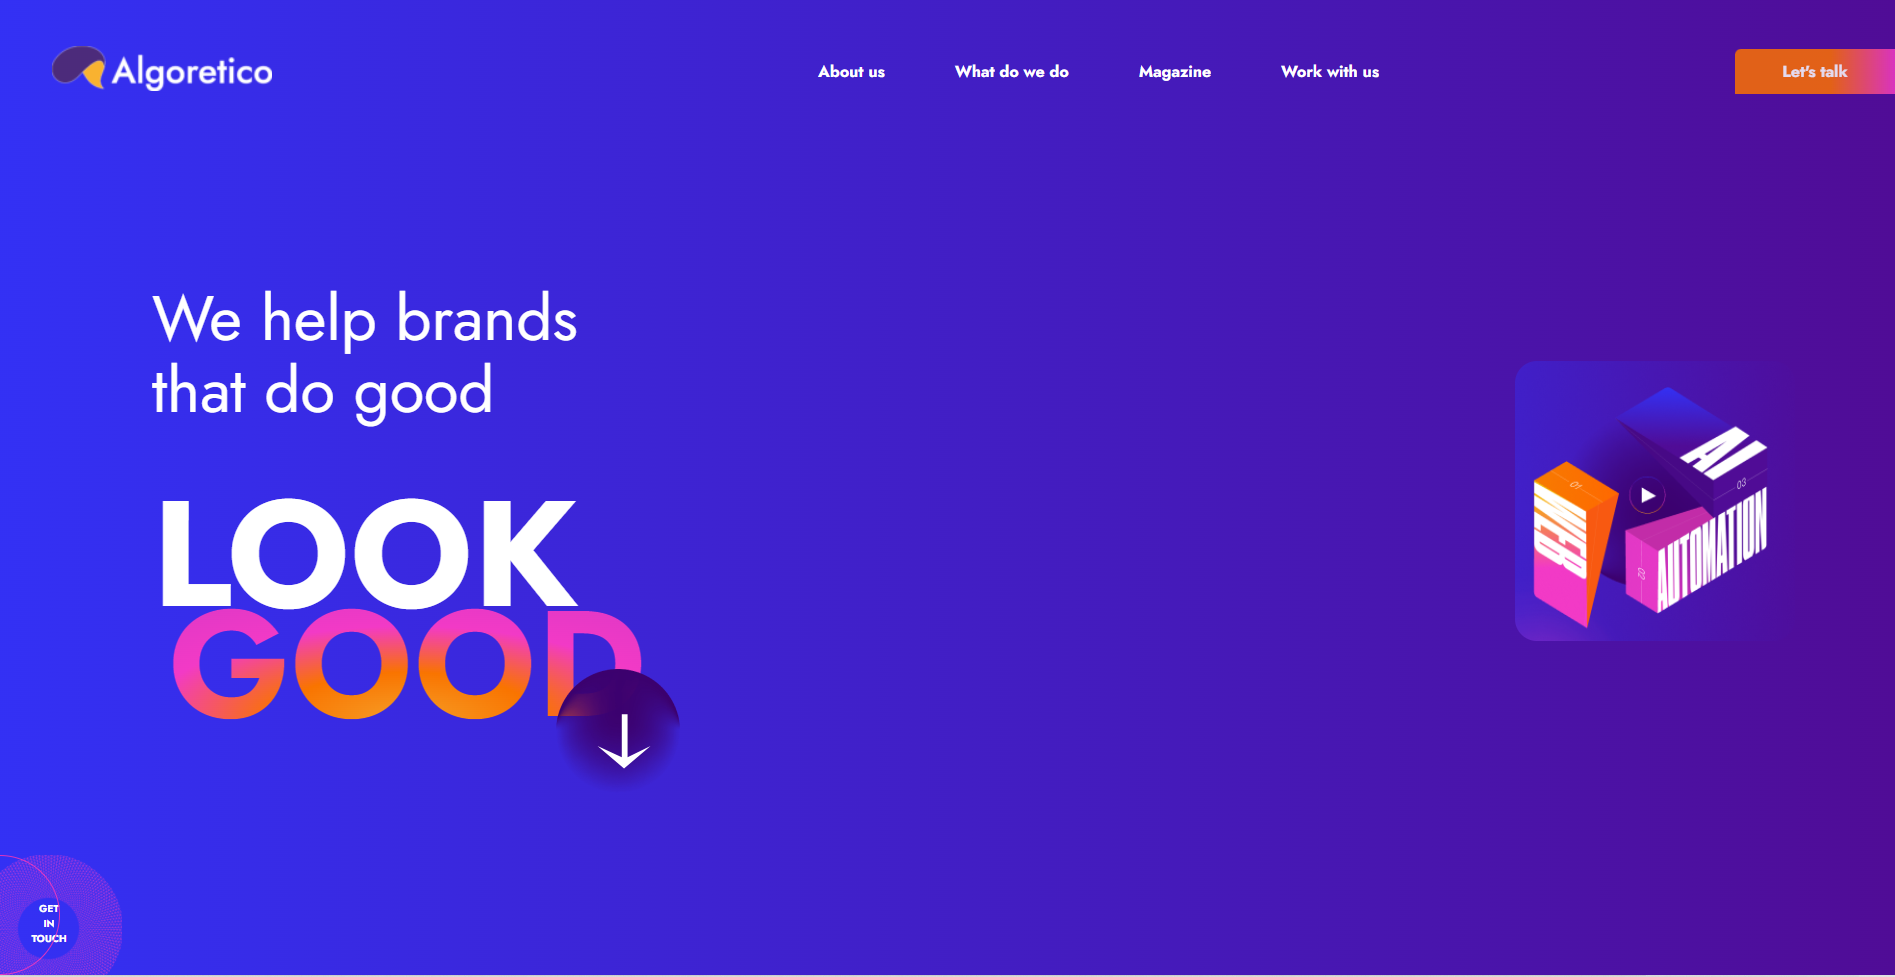 Algoretico
About us
What do we do
Magazine
Work with us
Let's talk
We help brands
that do good
LOOK
GOOD
AI
03
01
WEB
02
AUTOMATION
GET
IN
TOUCH